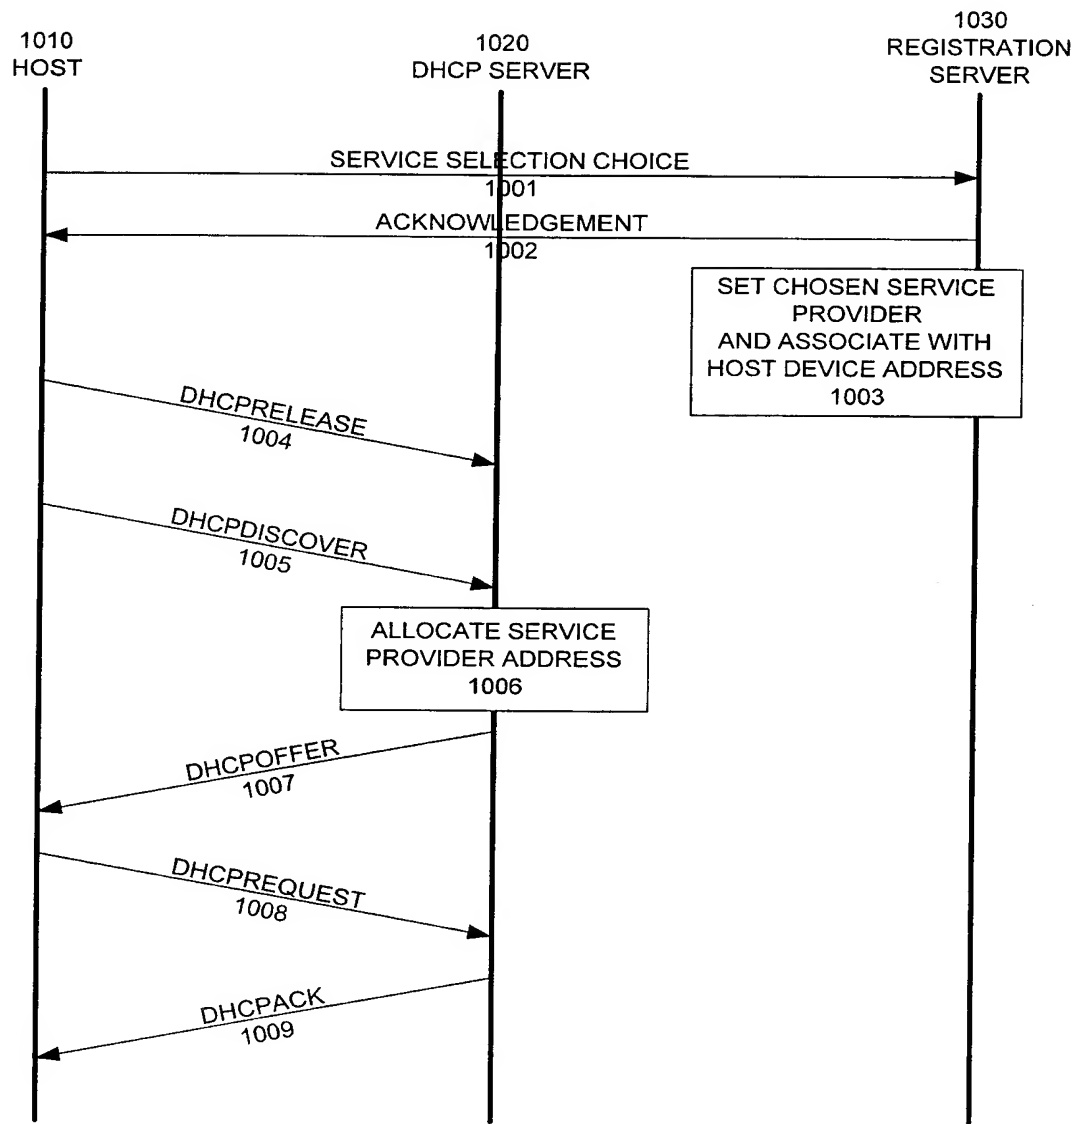 1010
HOST
1020
DHCP SERVER
1030
REGISTRATION
SERVER
SERVICE SELECTION CHOICE
1001
ACKNOWLEDGEMENT
1002
SET CHOSEN SERVICE
PROVIDER
AND ASSOCIATE WITH
HOST DEVICE ADDRESS
1003
DHCPRELEASE
1004
DHCPDISCOVER
1005
ALLOCATE SERVICE
PROVIDER ADDRESS
1006
DHCPOFFER
1007
DHCPREQUEST
1008
DHCPACK
1009